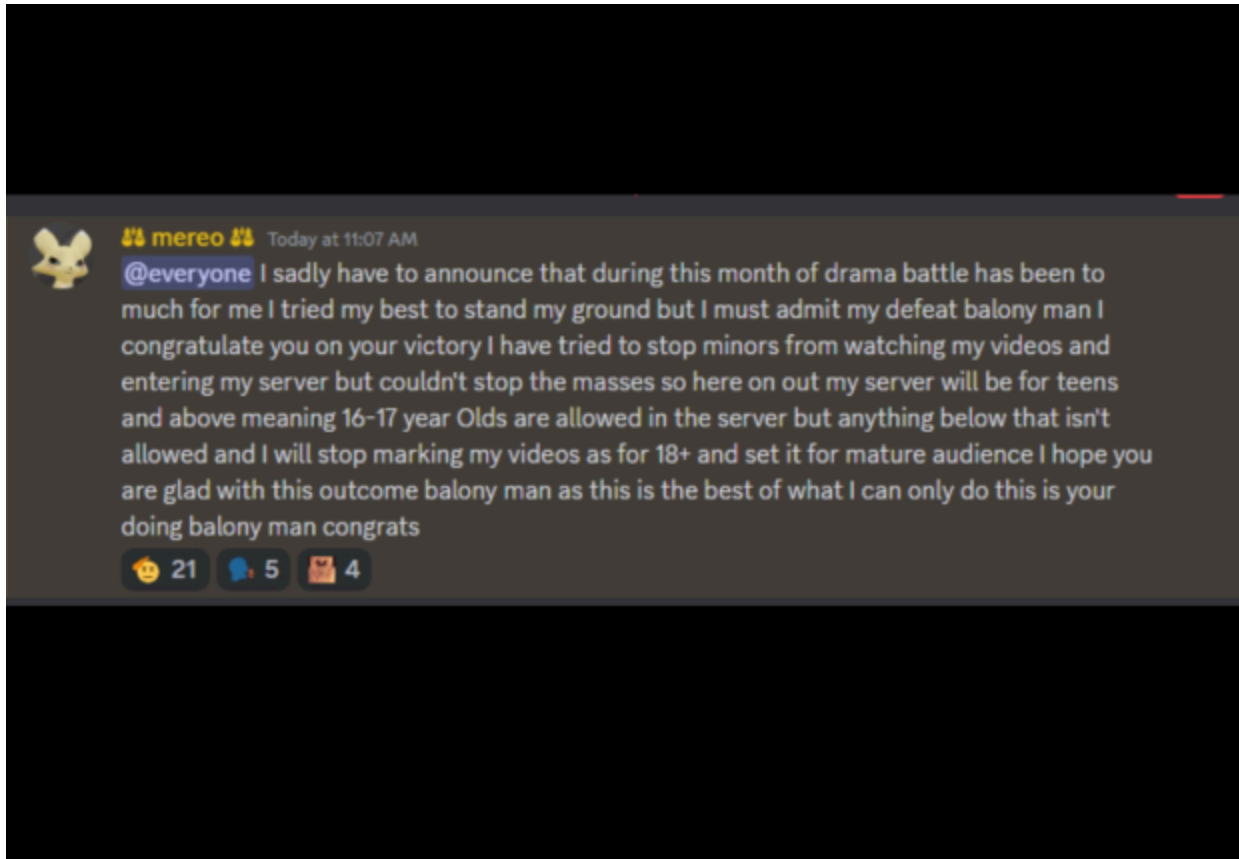 mereo Today at 11:07 AM
@everyone I sadly have to announce that during this month of drama battle has been to
much for me I tried my best to stand my ground but I must admit my defeat balony man I
congratulate you on your victory I have tried to stop minors from watching my videos and
entering my server but couldn't stop the masses so here on out my server will be for teens
and above meaning 16-17 year Olds are allowed in the server but anything below that isn't
allowed and I will stop marking my videos as for 18+ and set it for mature audience I hope you
are glad with this outcome balony man as this is the best of what I can only do this is your
doing balony man congrats
21 5 4